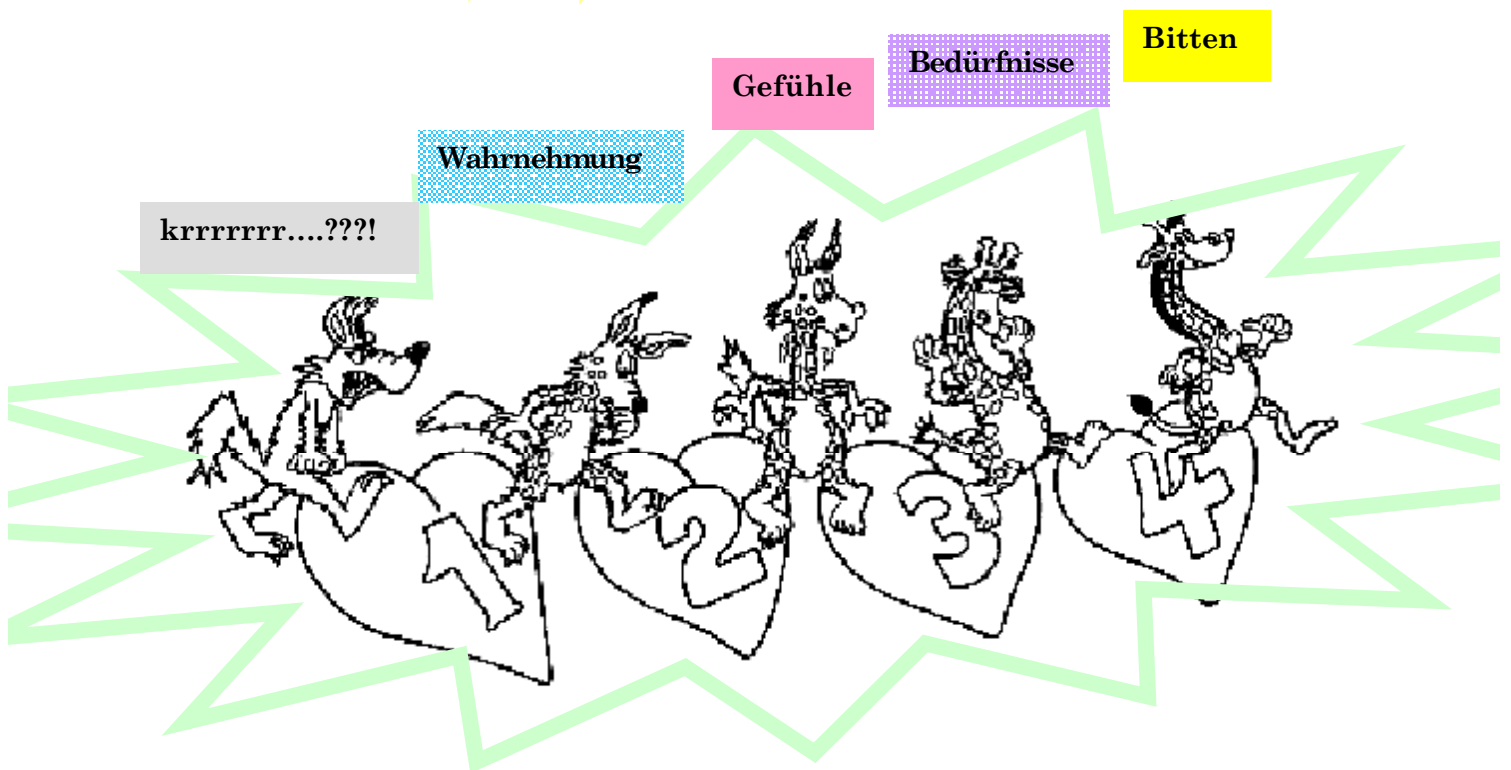 krrrrrrr....???!
Wahrnehmung
Gefühle
Bedürfnisse
Bitten
1
2
3
4